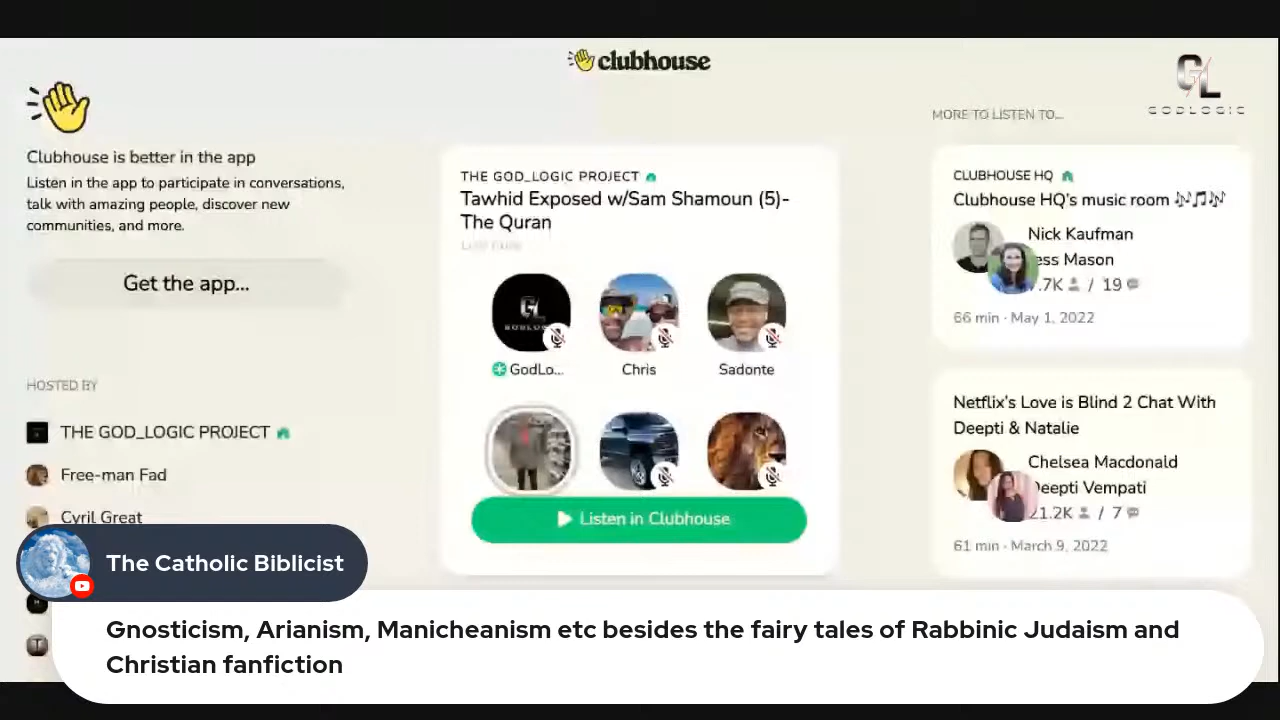 clubhouse
GL
GODLOGIC
MORE TO LISTEN TO...
Clubhouse is better in the app
Listen in the app to participate in conversations,
talk with amazing people, discover new
communities, and more.
Get the app...
HOSTED BY
THE GOD_LOGIC PROJECT
Free-man Fad
Cyril Great
THE GOD_LOGIC PROJECT
Tawhid Exposed w/Sam Shamoun (5)-
The Quran
GodLo...
Chris
Sadonte
Listen in Clubhouse
CLUBHOUSE HQ
Clubhouse HQ's music room
Nick Kaufman
ess Mason
.7K / 19
66 min · May 1, 2022
Netflix's Love is Blind 2 Chat With
Deepti & Natalie
Chelsea Macdonald
Deepti Vempati
21.2K / 7
61 min · March 9, 2022
The Catholic Biblicist
Gnosticism, Arianism, Manicheanism etc besides the fairy tales of Rabbinic Judaism and
Christian fanfiction